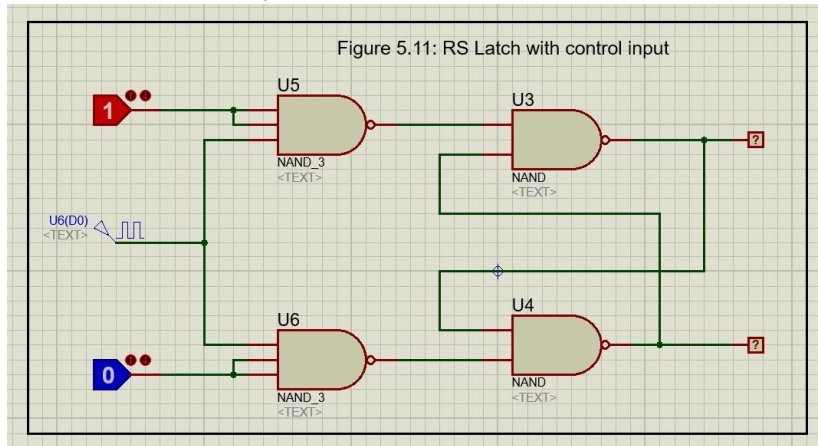 Figure 5.11: RS Latch with control input
U5
U3
1
?
NAND_3
<TEXT>
NAND
<TEXT>
U6(D0)
<TEXT>
U6
U4
0
?
NAND_3
<TEXT>
NAND
<TEXT>